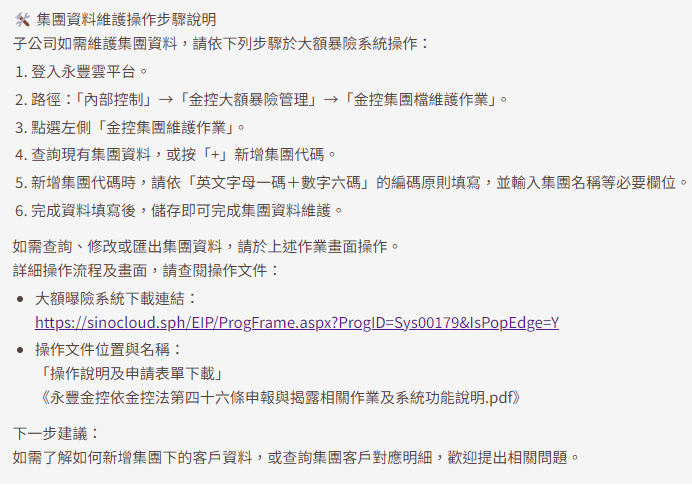 🛠️ 集團資料維護操作步驟說明
子公司如需維護集團資料，請依下列步驟於大額暴險系統操作：
1. 登入永豐雲平台。
2. 路徑：「內部控制」→「金控大額暴險管理」→「金控集團檔維護作業」。
3. 點選左側「金控集團維護作業」。
4. 查詢現有集團資料，或按「+」新增集團代碼。
5. 新增集團代碼時，請依「英文字母一碼＋數字六碼」的編碼原則填寫，並輸入集團名稱等必要欄位。
6. 完成資料填寫後，儲存即可完成集團資料維護。
如需查詢、修改或匯出集團資料，請於上述作業畫面操作。
詳細操作流程及畫面，請查閱操作文件：
• 大額曝險系統下載連結：
https://sinocloud.sph/EIP/ProgFrame.aspx?ProgID=Sys00179&IsPopEdge=Y
• 操作文件位置與名稱：
「操作說明及申請表單下載」
《永豐金控依金控法第四十六條申報與揭露相關作業及系統功能說明.pdf》
下一步建議：
如需了解如何新增集團下的客戶資料，或查詢集團客戶對應明細，歡迎提出相關問題。